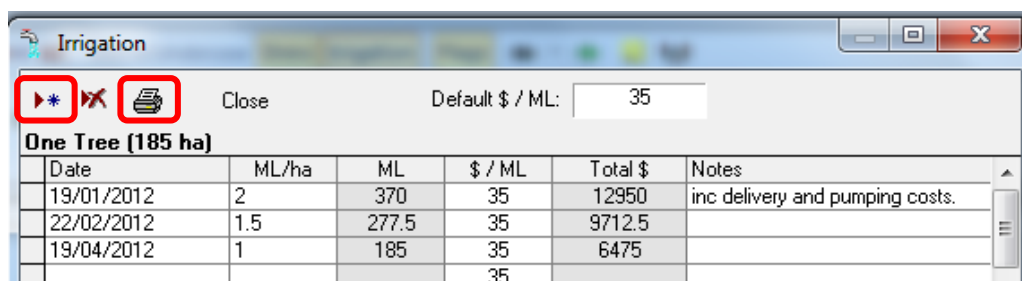 Irrigation
Close Default $ / ML: 35
One Tree (185 ha)
Date ML/ha ML $ / ML Total $ Notes
19/01/2012 2 370 35 12950 inc delivery and pumping costs.
22/02/2012 1.5 277.5 35 9712.5
19/04/2012 1 185 35 6475
35